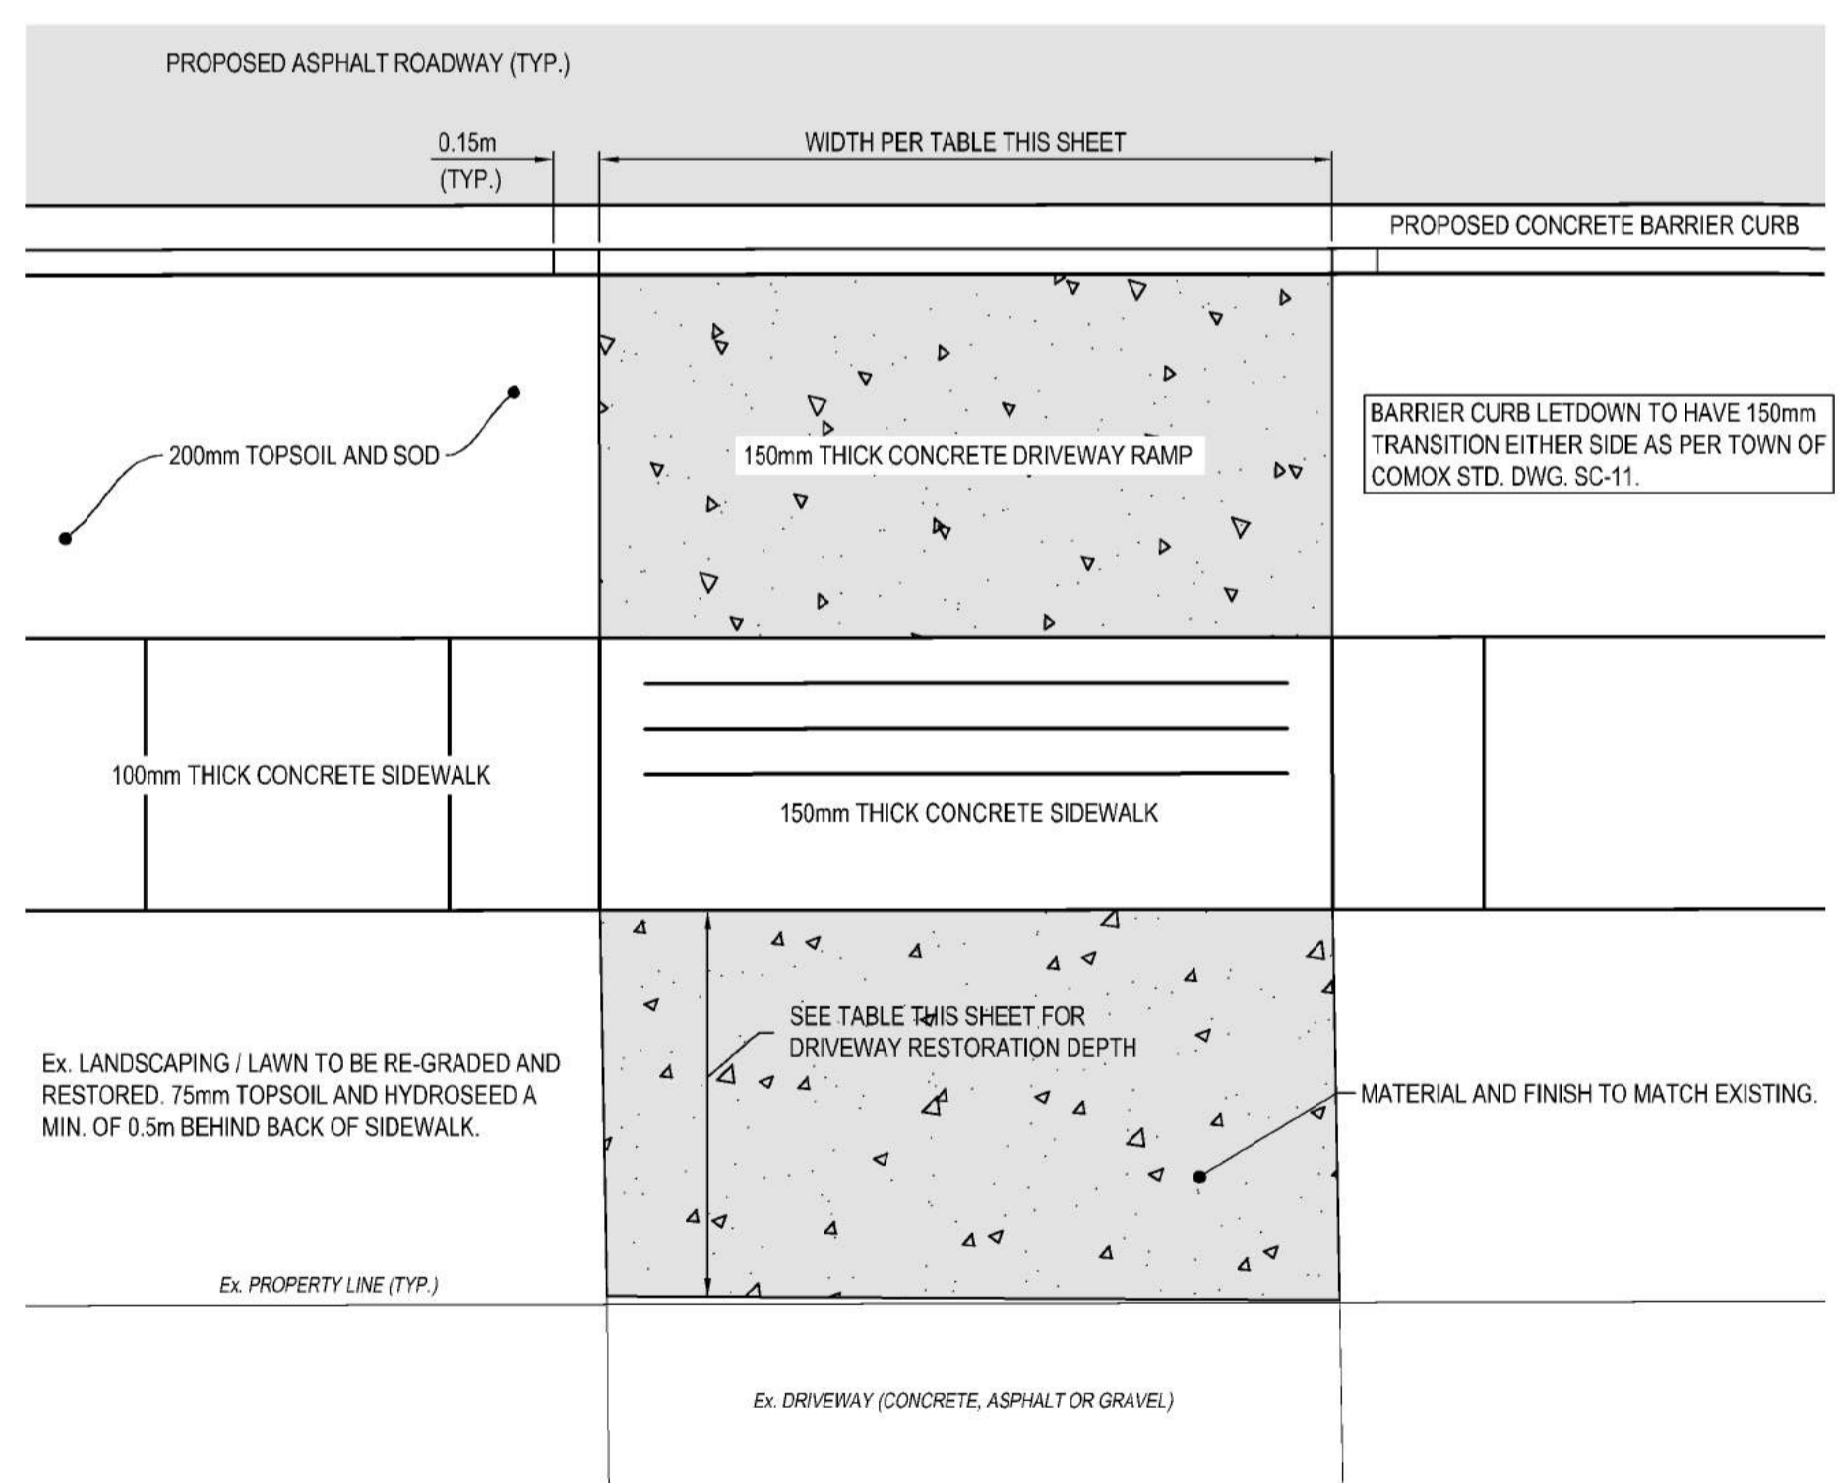 PROPOSED ASPHALT ROADWAY (TYP.)
0.15m
(TYP.)
WIDTH PER TABLE THIS SHEET
PROPOSED CONCRETE BARRIER CURB
200mm TOPSOIL AND SOD
150mm THICK CONCRETE DRIVEWAY RAMP
BARRIER CURB LETDOWN TO HAVE 150mm
TRANSITION EITHER SIDE AS PER TOWN OF
COMOX STD. DWG. SC-11.
100mm THICK CONCRETE SIDEWALK
150mm THICK CONCRETE SIDEWALK
SEE TABLE THIS SHEET FOR
DRIVEWAY RESTORATION DEPTH
Ex. LANDSCAPING / LAWN TO BE RE-GRADED AND
RESTORED. 75mm TOPSOIL AND HYDROSEED A
MIN. OF 0.5m BEHIND BACK OF SIDEWALK.
MATERIAL AND FINISH TO MATCH EXISTING.
Ex. PROPERTY LINE (TYP.)
Ex. DRIVEWAY (CONCRETE, ASPHALT OR GRAVEL)